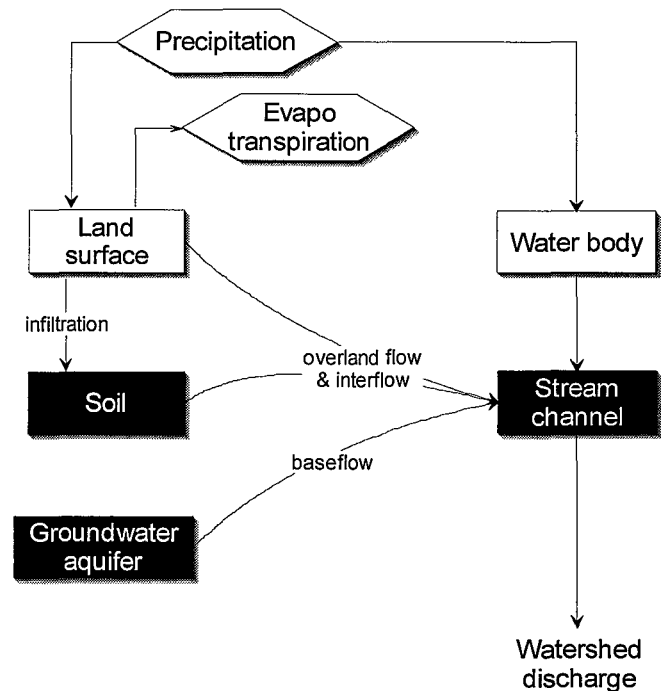 Precipitation
Evapo
transpiration
Land
surface
Water body
infiltration
overland flow
& interflow
Soil
Stream
channel
baseflow
Groundwater
aquifer
Watershed
discharge